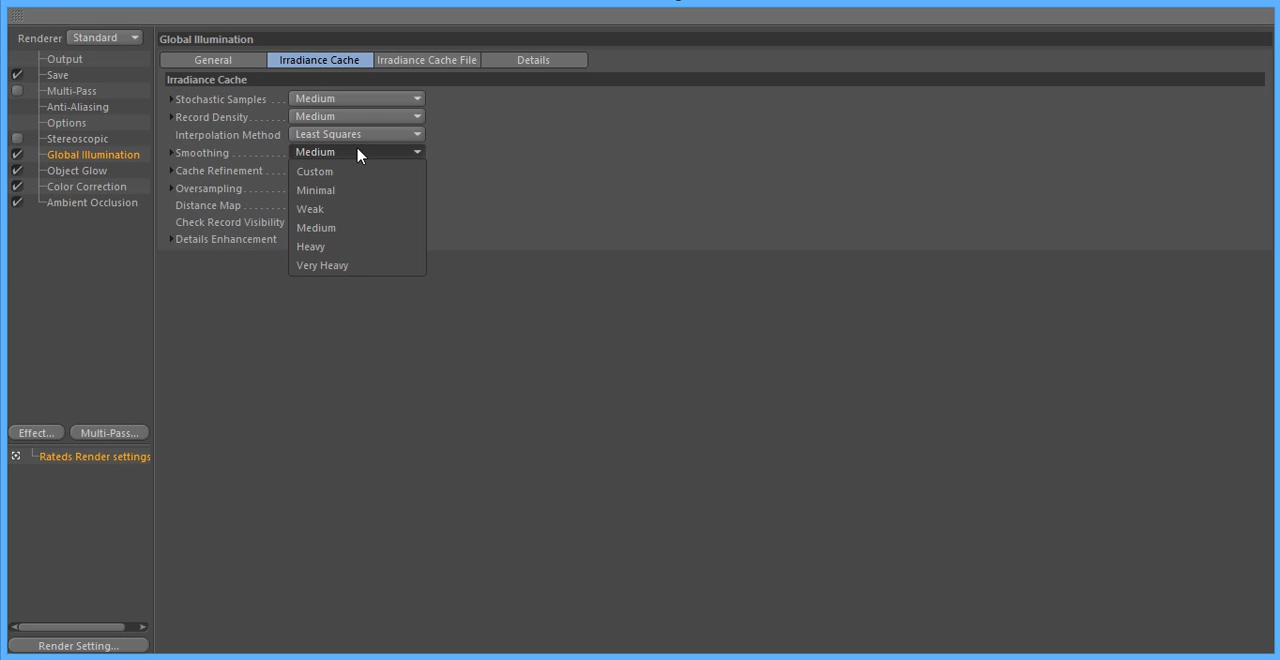 Renderer Standard
Output
Save
Multi-Pass
Anti-Aliasing
Options
Stereoscopic
Global Illumination
Object Glow
Color Correction
Ambient Occlusion
Effect... Multi-Pass...
Rateds Render settings
Render Setting...
Global Illumination
General Irradiance Cache Irradiance Cache File Details
Irradiance Cache
Stochastic Samples . . . Medium
Record Density . . . . . . Medium
Interpolation Method Least Squares
Smoothing . . . . . . . . . Medium
Cache Refinement . . . .
Oversampling . . . . . . .
Distance Map . . . . . . .
Check Record Visibility
Details Enhancement
Custom
Minimal
Weak
Medium
Heavy
Very Heavy